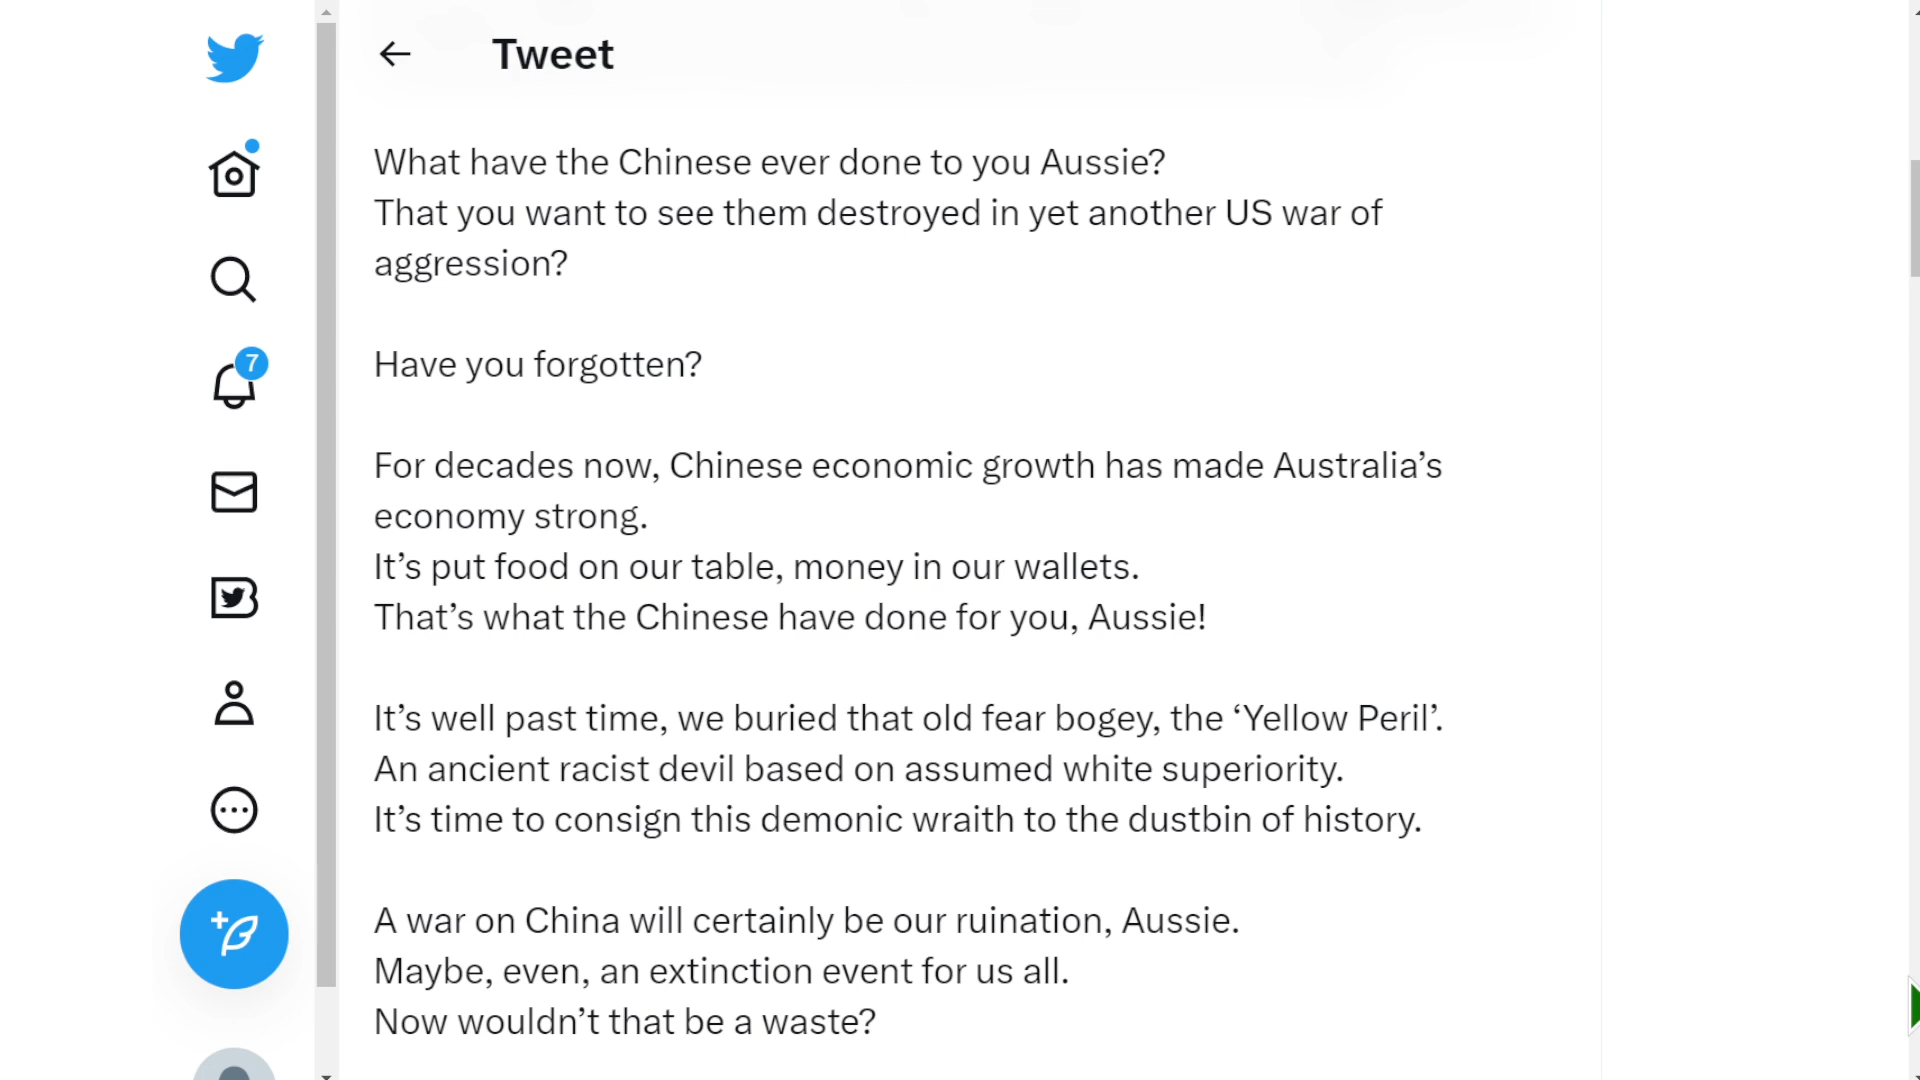 Tweet
What have the Chinese ever done to you Aussie?
That you want to see them destroyed in yet another US war of
aggression?
Have you forgotten?
For decades now, Chinese economic growth has made Australia’s
economy strong.
It’s put food on our table, money in our wallets.
That’s what the Chinese have done for you, Aussie!
It’s well past time, we buried that old fear bogey, the ‘Yellow Peril’.
An ancient racist devil based on assumed white superiority.
It’s time to consign this demonic wraith to the dustbin of history.
A war on China will certainly be our ruination, Aussie.
Maybe, even, an extinction event for us all.
Now wouldn’t that be a waste?
7